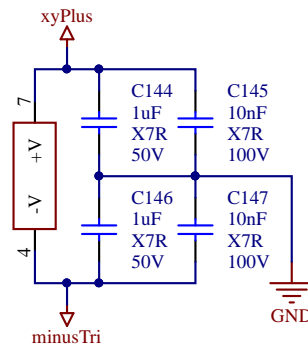 xyPlus
7
+V
-V
4
C144
1uF
X7R
50V
C145
10nF
X7R
100V
C146
1uF
X7R
50V
C147
10nF
X7R
100V
GND
minusTri